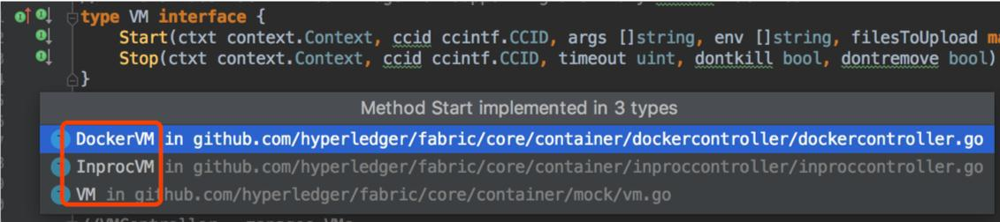 type VM interface {
Start(ctxt context.Context, ccid ccintf.CCID, args []string, env []string, filesToUpload
Stop(ctxt context.Context, ccid ccintf.CCID, timeout uint, dontkill bool, dontremove bool)
}
Method Start implemented in 3 types
DockerVM in github.com/hyperledger/fabric/core/container/dockercontroller/dockercontroller.go
InprocVM in github.com/hyperledger/fabric/core/container/inproccontroller/inproccontroller.go
VM in github.com/hyperledger/fabric/core/container/mock/vm.go